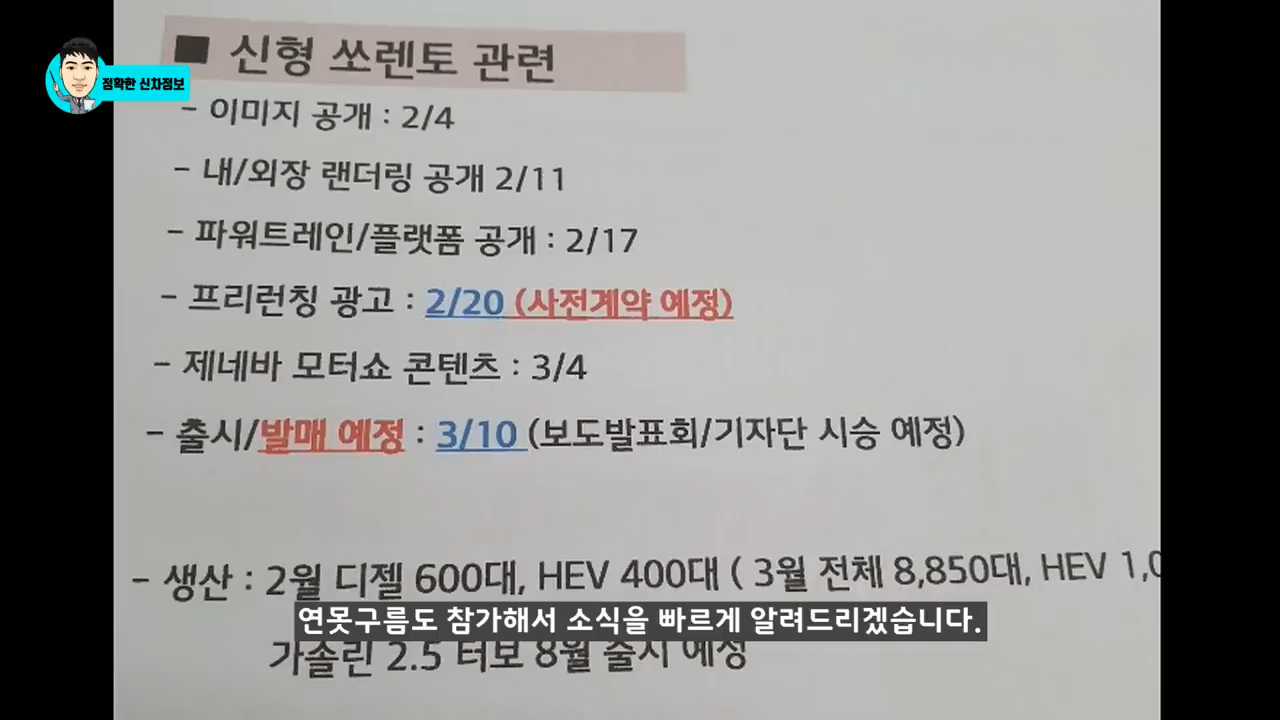 ■ 신형 쏘렌토 관련
정확한 신차정보
- 이미지 공개 : 2/4
- 내/외장 랜더링 공개 2/11
- 파워트레인/플랫폼 공개 : 2/17
- 프리런칭 광고 : 2/20 (사전계약 예정)
- 제네바 모터쇼 콘텐츠 : 3/4
- 출시/발매 예정 : 3/10 (보도발표회/기자단 시승 예정)
- 생산 : 2월 디젤 600대, HEV 400대 ( 3월 전체 8,850대, HEV 1,0
연못구름도 참가해서 소식을 빠르게 알려드리겠습니다.
가솔린 2.5 터보 8월 출시 예정